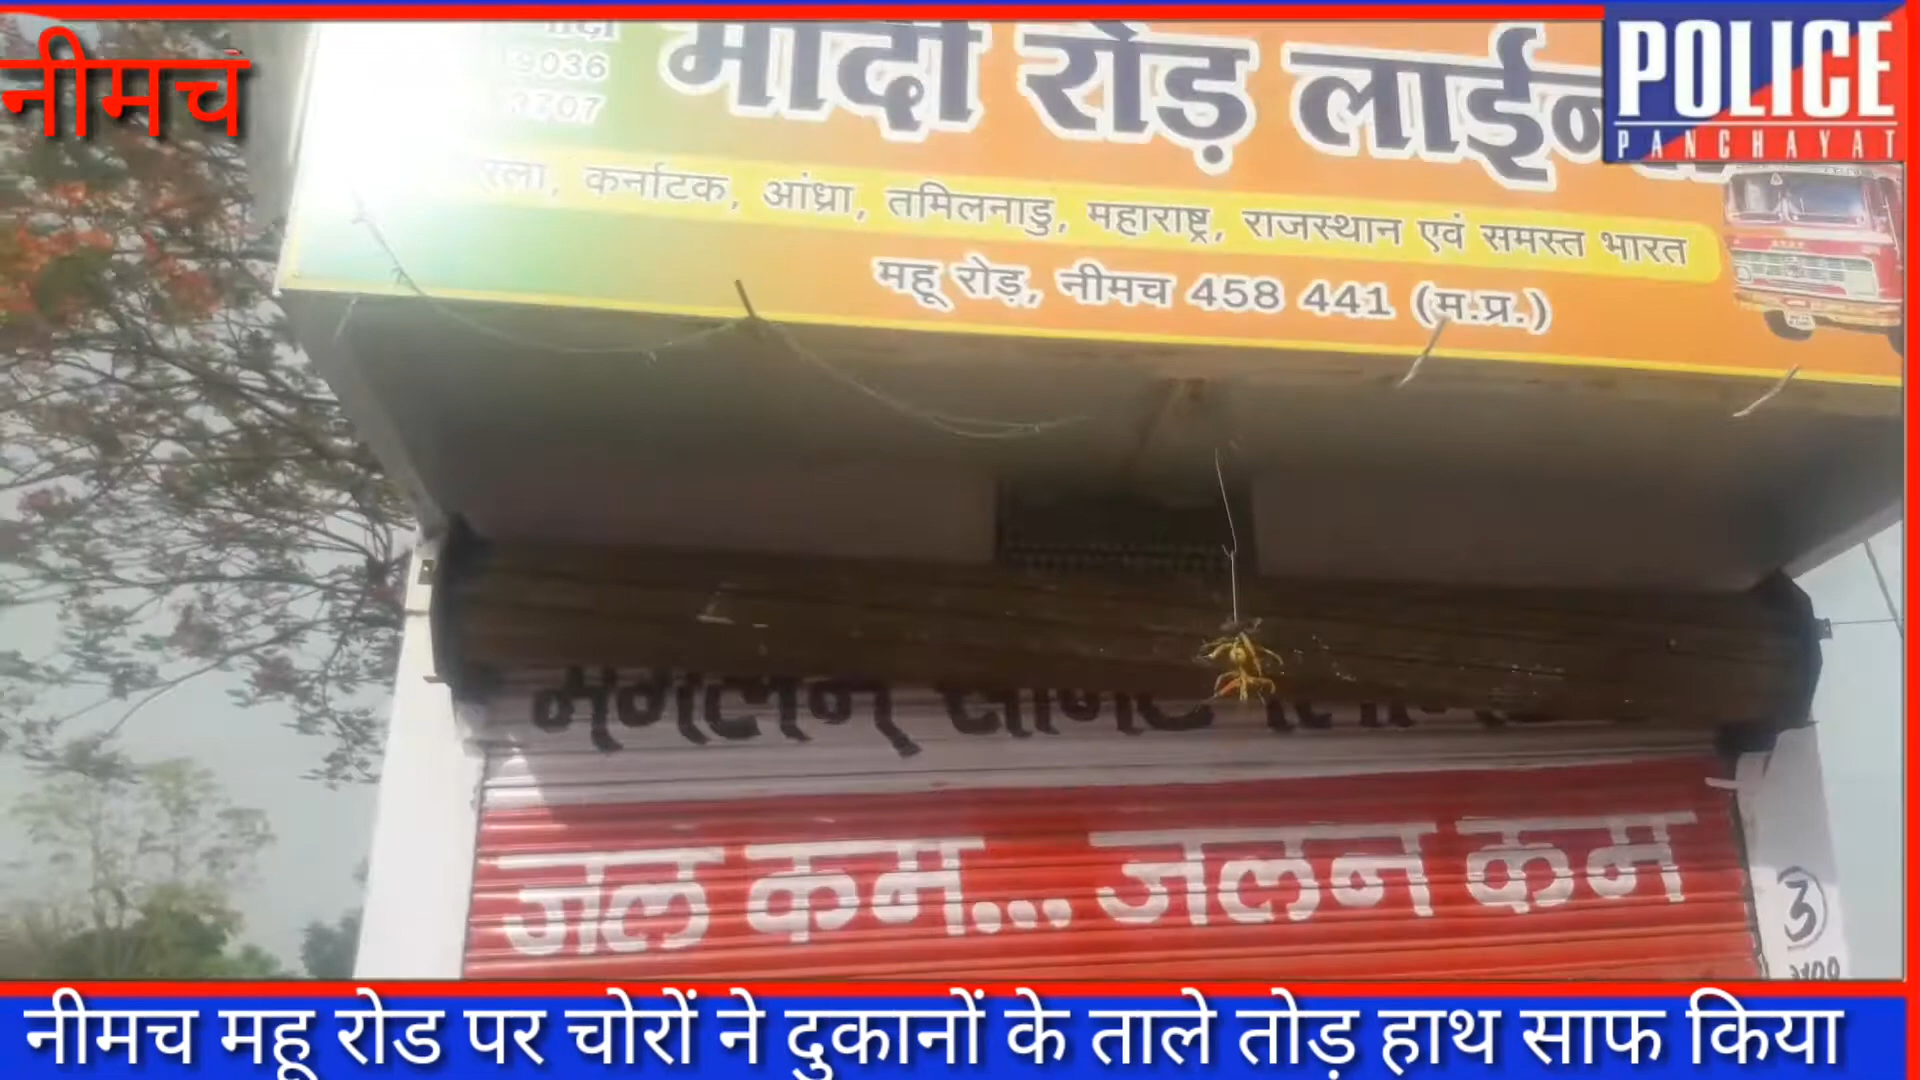 नीमच
POLICE
PANCHAYAT
9036
मोदी रोड़ लाईन्स
कर्नाटक, आंध्रा, तमिलनाडु, महाराष्ट्र, राजस्थान एवं समस्त भारत
महू रोड़, नीमच 458 441 (म.प्र.)
जले कम... जलन कम
3
नीमच महू रोड पर चोरों ने दुकानों के ताले तोड़ हाथ साफ किया